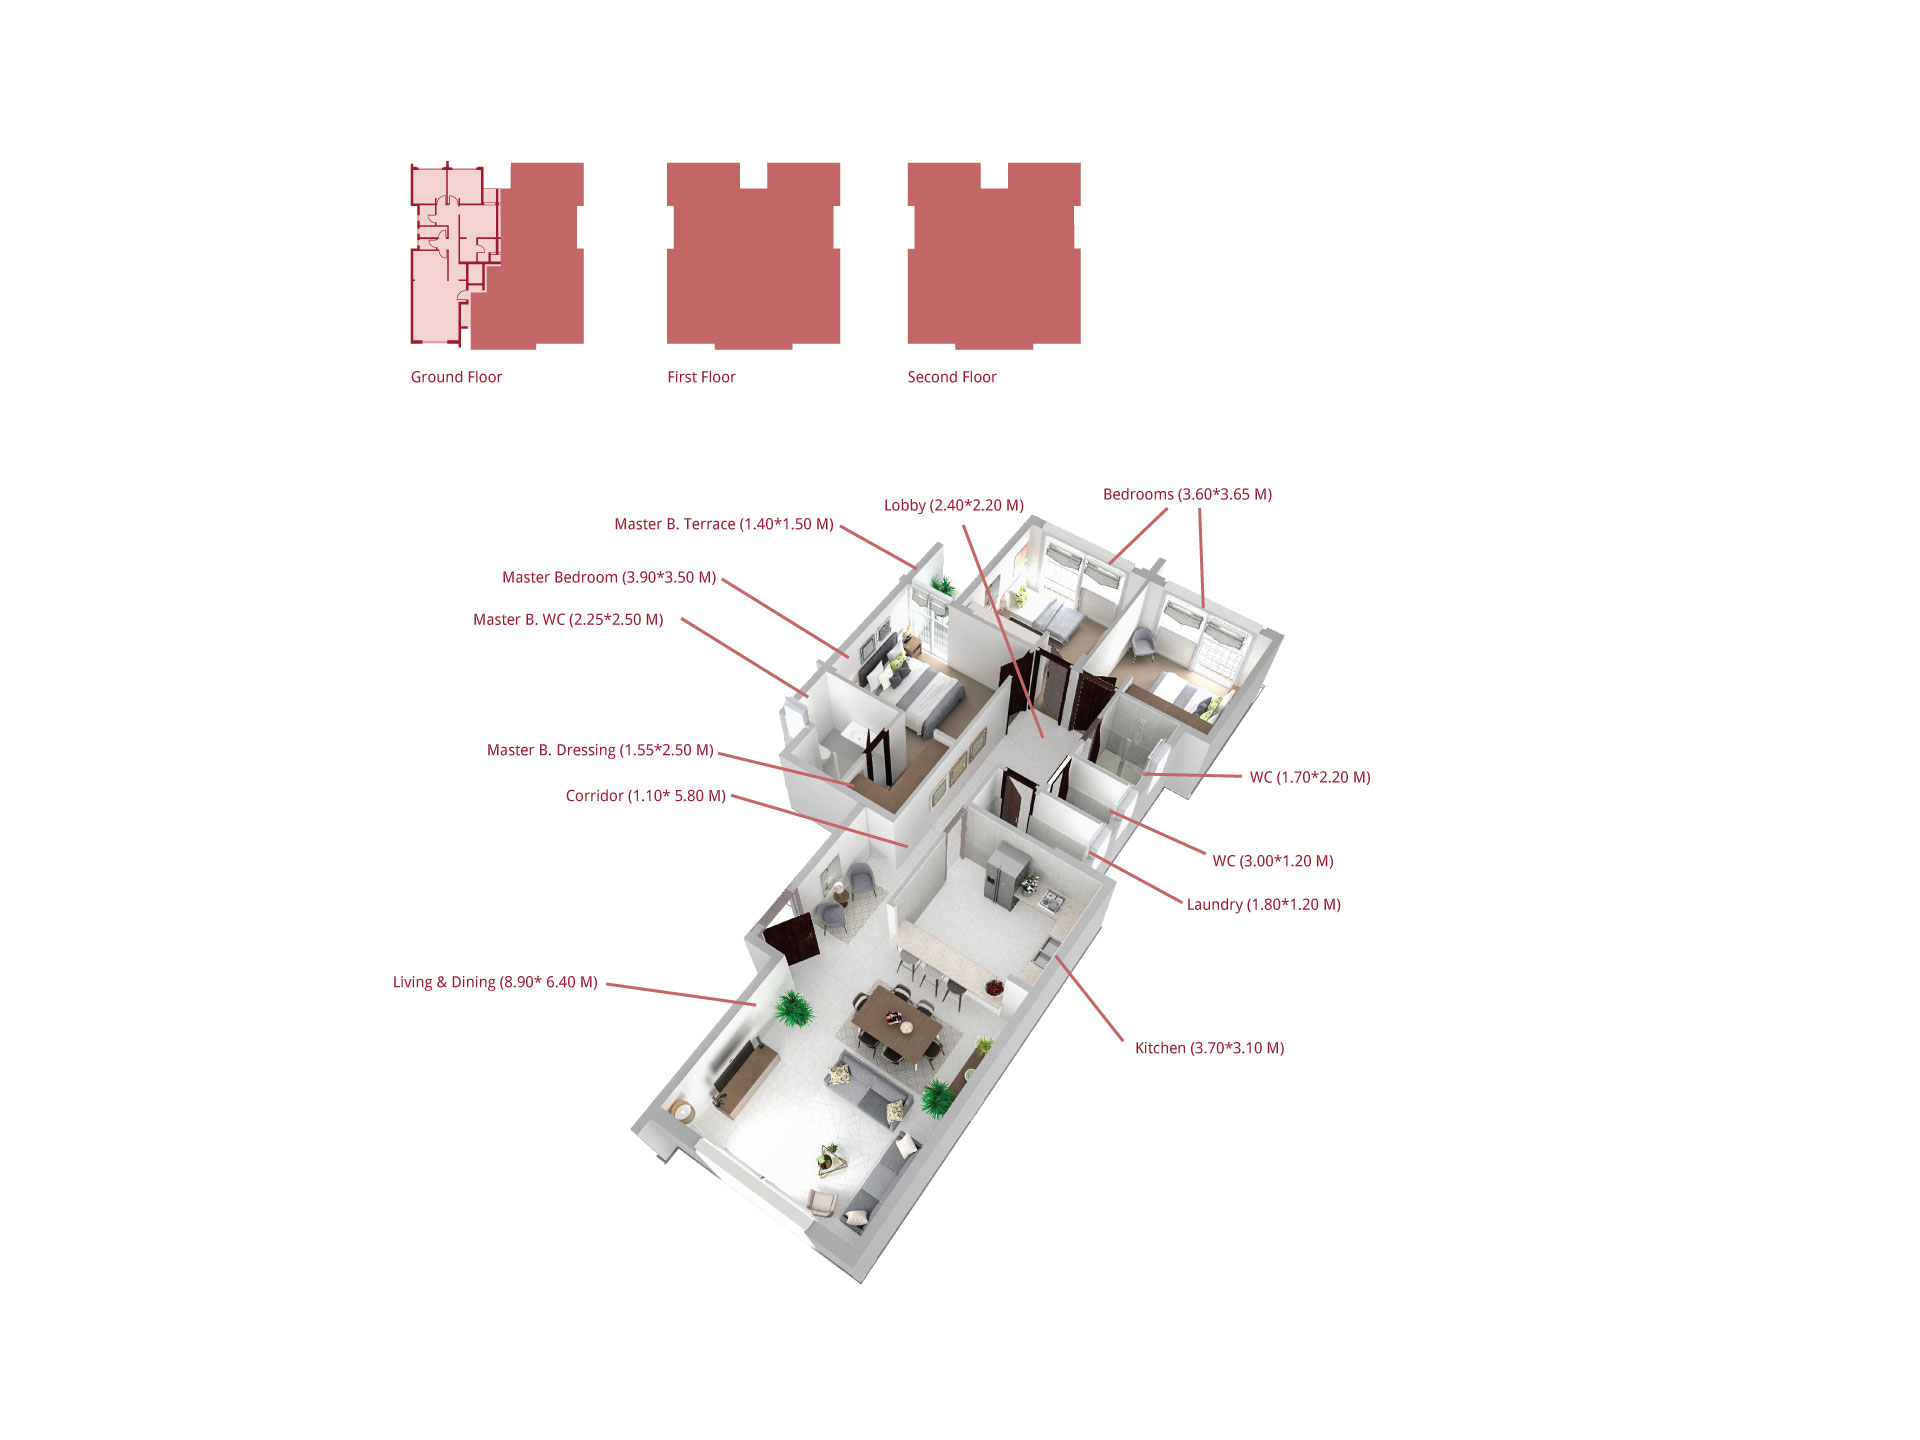 Ground Floor
First Floor
Second Floor
Bedrooms (3.60*3.65 M)
Lobby (2.40*2.20 M)
Master B. Terrace (1.40*1.50 M)
Master Bedroom (3.90*3.50 M)
Master B. WC (2.25*2.50 M)
Master B. Dressing (1.55*2.50 M)
WC (1.70*2.20 M)
Corridor (1.10* 5.80 M)
WC (3.00*1.20 M)
Laundry (1.80*1.20 M)
Living & Dining (8.90* 6.40 M)
Kitchen (3.70*3.10 M)